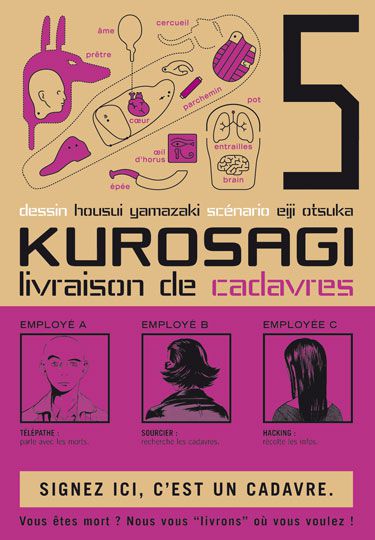 cercueil
âme
prêtre
parchemin
pot
cœur
œil
d'horus
entrailles
brain
épée
5
dessin housui yamazaki scénario eiji otsuka
KUROSAGI
livraison de cadavres
EMPLOYÉ A EMPLOYÉ B EMPLOYÉE C
TÉLÉPATHE : SOURCIER : HACKING :
parle avec les morts. recherche les cadavres. récolte les infos.
SIGNEZ ICI, C'EST UN CADAVRE.
Vous êtes mort ? Nous vous "livrons" où vous voulez !